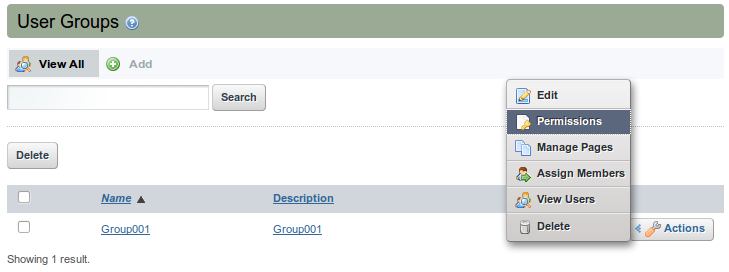 User Groups
View All Add
Search
Edit
Permissions
Manage Pages
Assign Members
View Users
Delete
Delete
Name Description
Group001 Group001 Actions
Showing 1 result.